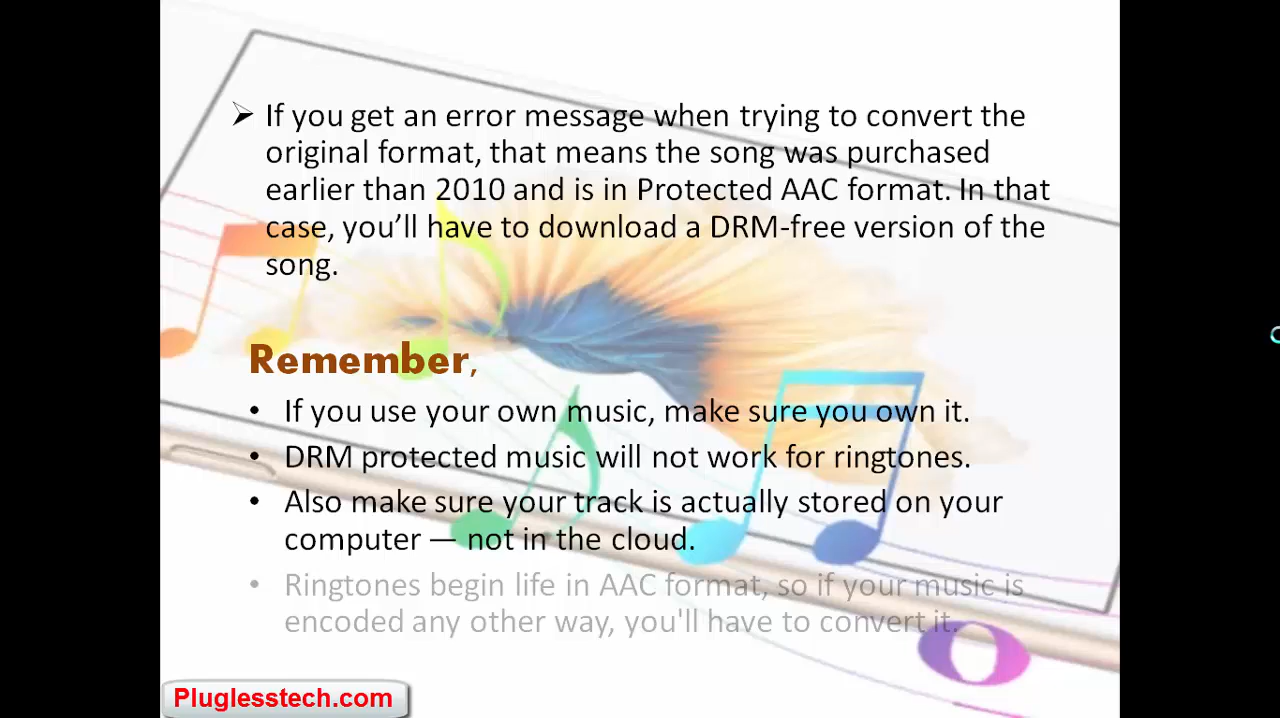 ➢ If you get an error message when trying to convert the
original format, that means the song was purchased
earlier than 2010 and is in Protected AAC format. In that
case, you’ll have to download a DRM-free version of the
song.
Remember,
• If you use your own music, make sure you own it.
• DRM protected music will not work for ringtones.
• Also make sure your track is actually stored on your
computer — not in the cloud.
• Ringtones begin life in AAC format, so if your music is
encoded any other way, you'll have to convert it.
Pluglesstech.com